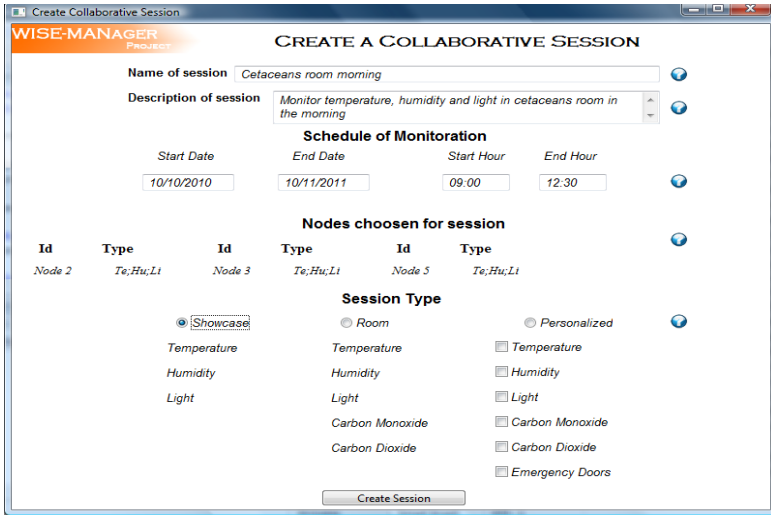 Create Collaborative Session
WISE-MANAGER
PROJECT
CREATE A COLLABORATIVE SESSION
Name of session Cetaceans room morning
Description of session Monitor temperature, humidity and light in cetaceans room in
the morning
Schedule of Monitoration
Start Date End Date Start Hour End Hour
10/10/2010 10/11/2011 09:00 12:30
Nodes choosen for session
Id Type Id Type Id Type
Node 2 Te;Hu;Li Node 3 Te;Hu;Li Node 5 Te;Hu;Li
Session Type
Showcase Room Personalized
Temperature Temperature Temperature
Humidity Humidity Humidity
Light Light Light
Carbon Monoxide Carbon Monoxide
Carbon Dioxide Carbon Dioxide
Emergency Doors
Create Session